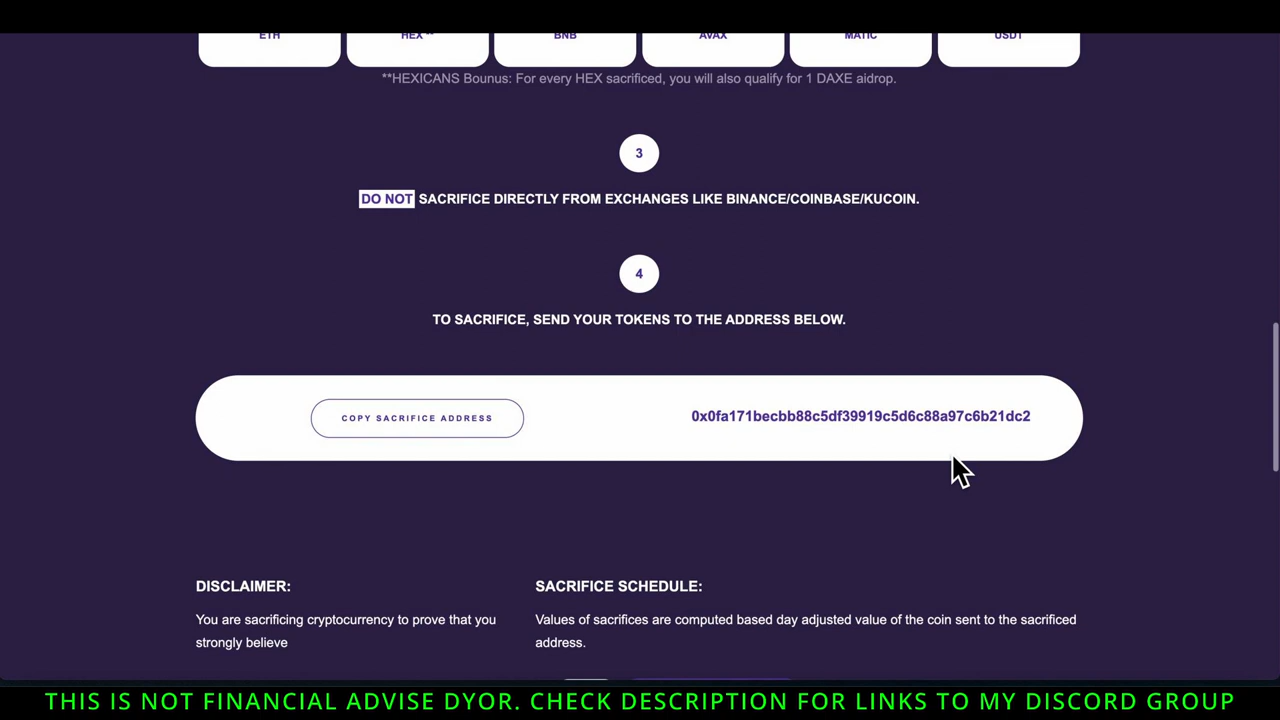 ETH HEX ** BNB AVAX MATIC USDT
**HEXICANS Bounus: For every HEX sacrificed, you will also qualify for 1 DAXE aidrop.
3
DO NOT SACRIFICE DIRECTLY FROM EXCHANGES LIKE BINANCE/COINBASE/KUCOIN.
4
TO SACRIFICE, SEND YOUR TOKENS TO THE ADDRESS BELOW.
COPY SACRIFICE ADDRESS 0x0fa171becbb88c5df39919c5d6c88a97c6b21dc2
DISCLAIMER:
You are sacrificing cryptocurrency to prove that you
strongly believe
SACRIFICE SCHEDULE:
Values of sacrifices are computed based day adjusted value of the coin sent to the sacrificed
address.
THIS IS NOT FINANCIAL ADVISE DYOR. CHECK DESCRIPTION FOR LINKS TO MY DISCORD GROUP